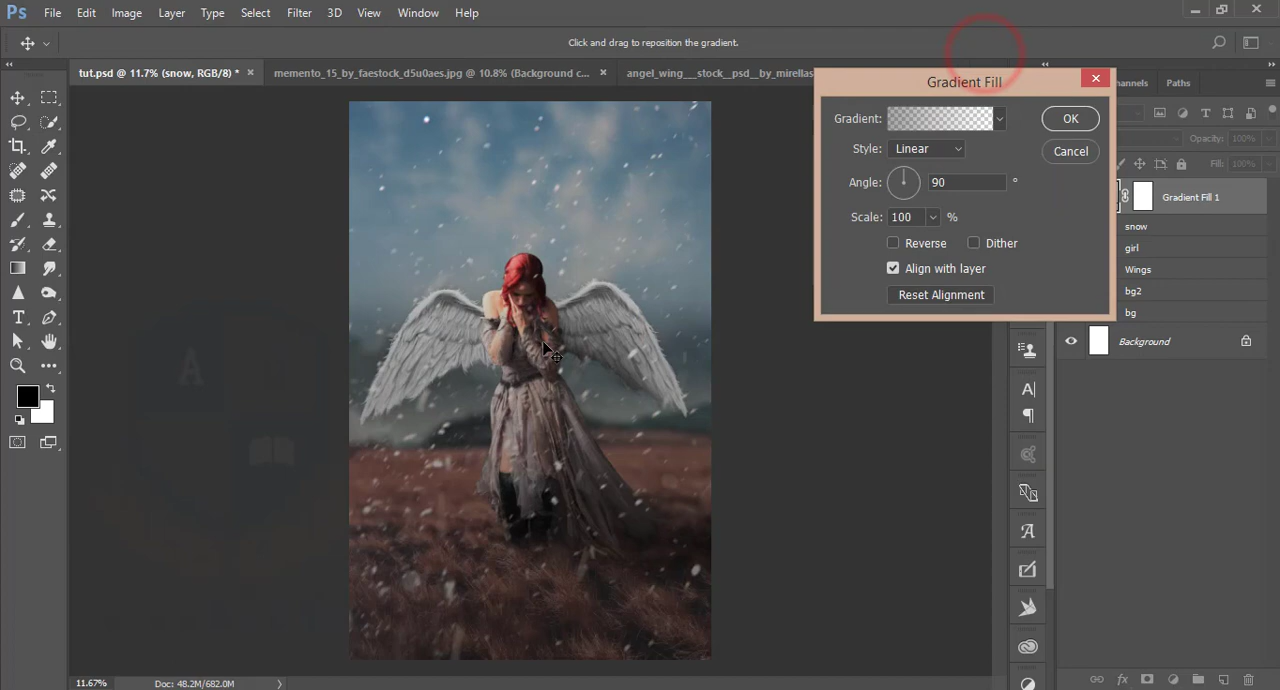 Ps File Edit Image Layer Type Select Filter 3D View Window Help
Click and drag to reposition the gradient.
tut.psd @ 11.7% (snow, RGB/8) *
memento_15_by_faestock_d5u0aes.jpg @ 10.8% (Background c...
angel_wing__stock__psd__by_mirellas
Gradient Fill
Gradient:
OK
Style: Linear
Cancel
Angle: 90 °
Scale: 100 %
Reverse Dither
Align with layer
Reset Alignment
annels Paths
Opacity: 100%
Fill: 100%
Gradient Fill 1
snow
girl
Wings
bg2
bg
Background
A
11.67% Doc: 48.2M/682.0M